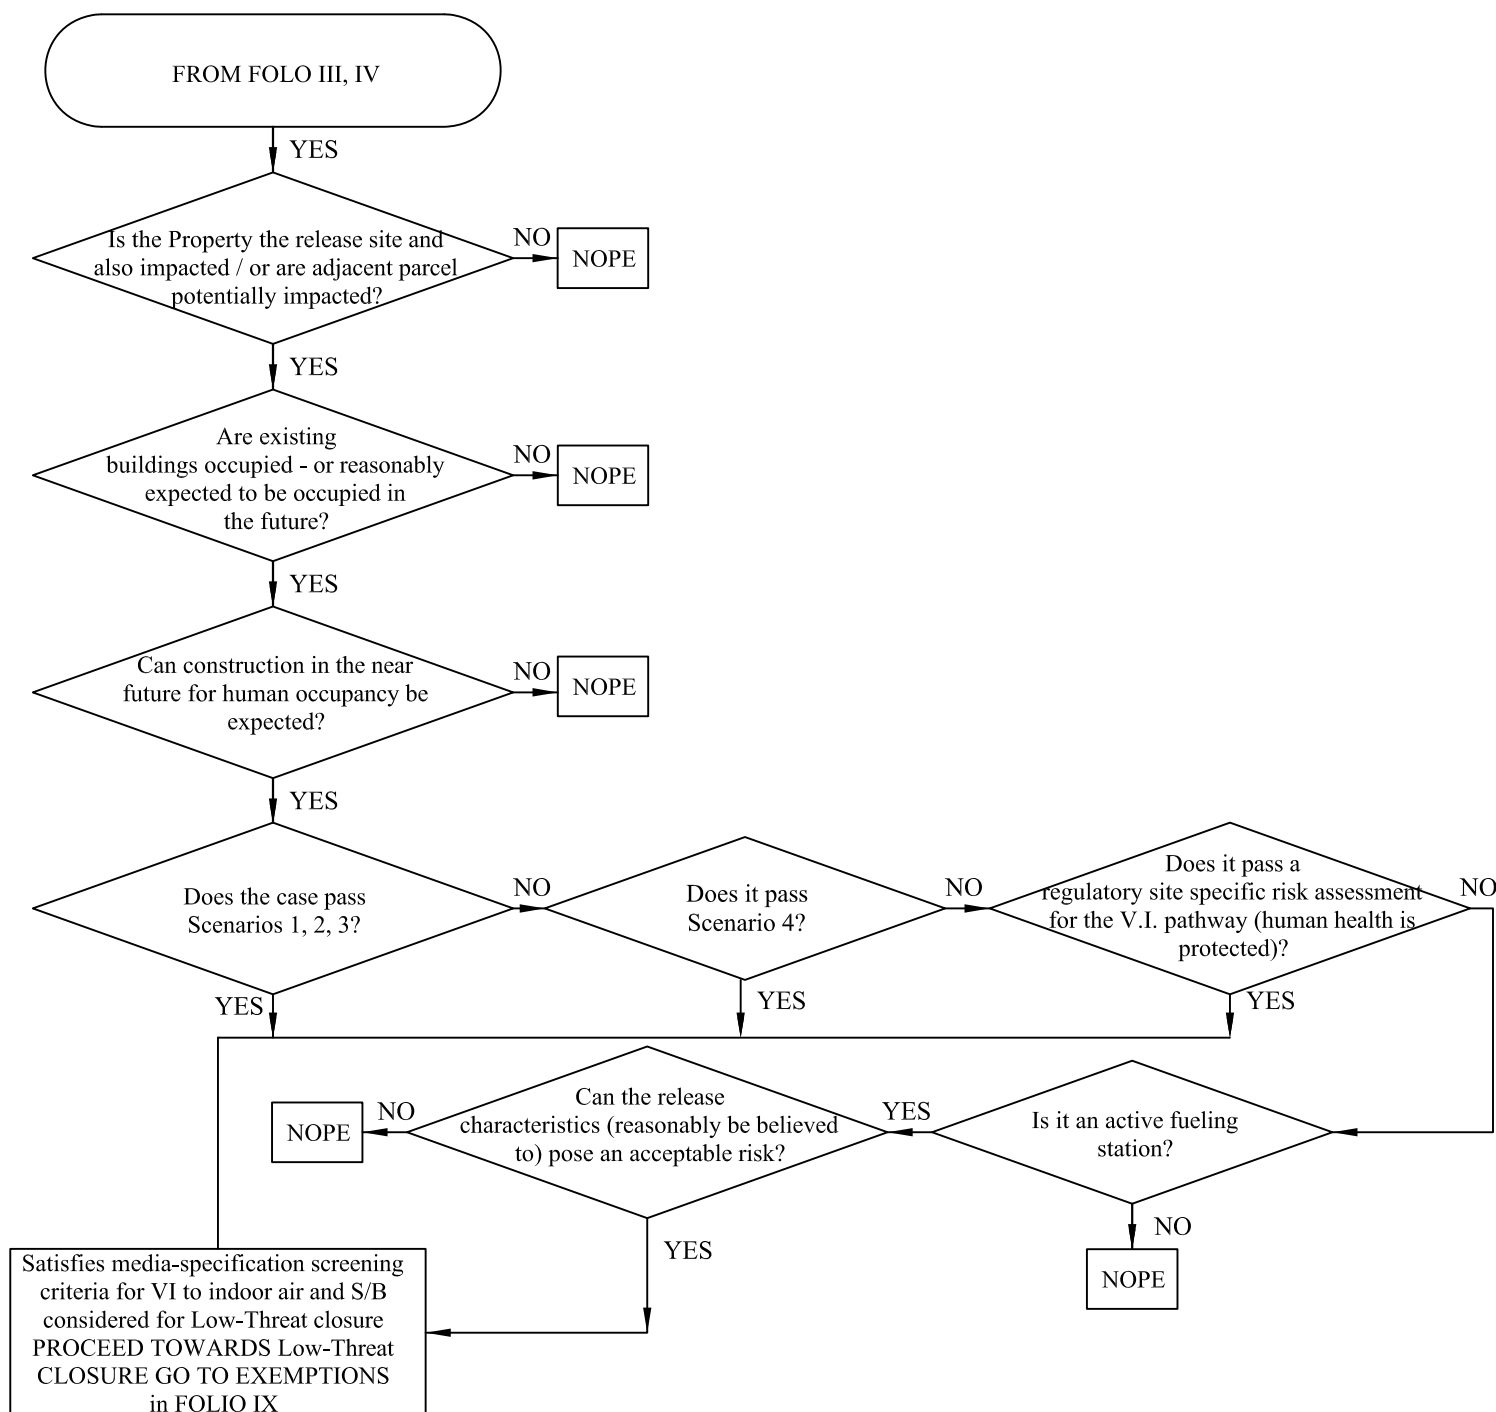 FROM FOLO III, IV
YES
Is the Property the release site and
also impacted / or are adjacent parcel
potentially impacted?
NO
NOPE
YES
Are existing
buildings occupied - or reasonably
expected to be occupied in
the future?
NO
NOPE
YES
Can construction in the near
future for human occupancy be
expected?
NO
NOPE
YES
Does the case pass
Scenarios 1, 2, 3?
NO
Does it pass
Scenario 4?
NO
Does it pass a
regulatory site specific risk assessment
for the V.I. pathway (human health is
protected)?
NO
YES
YES
YES
Can the release
characteristics (reasonably be believed
to) pose an acceptable risk?
NO
NOPE
YES
Is it an active fueling
station?
NO
NOPE
YES
Satisfies media-specification screening
criteria for VI to indoor air and S/B
considered for Low-Threat closure
PROCEED TOWARDS Low-Threat
CLOSURE GO TO EXEMPTIONS
in FOLIO IX